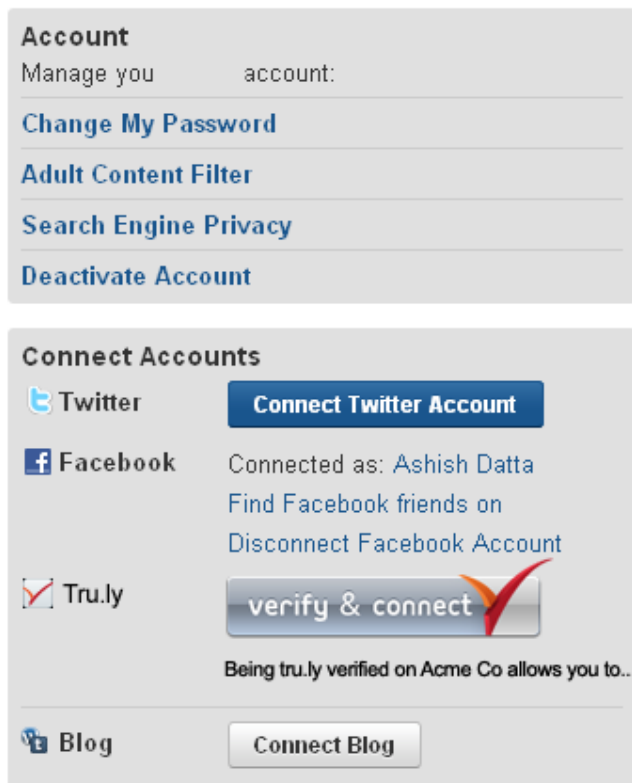 Account
Manage you account:
Change My Password
Adult Content Filter
Search Engine Privacy
Deactivate Account
Connect Accounts
Twitter Connect Twitter Account
Facebook Connected as: Ashish Datta
Find Facebook friends on
Disconnect Facebook Account
Tru.ly verify & connect
Being tru.ly verified on Acme Co allows you to..
Blog Connect Blog